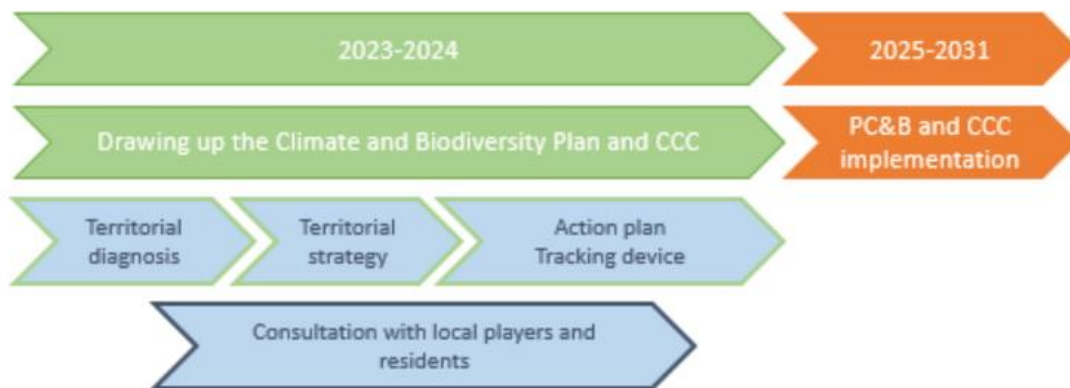 2023-2024
2025-2031
Drawing up the Climate and Biodiversity Plan and CCC
PC&B and CCC
implementation
Territorial
diagnosis
Territorial
strategy
Action plan
Tracking device
Consultation with local players and
residents